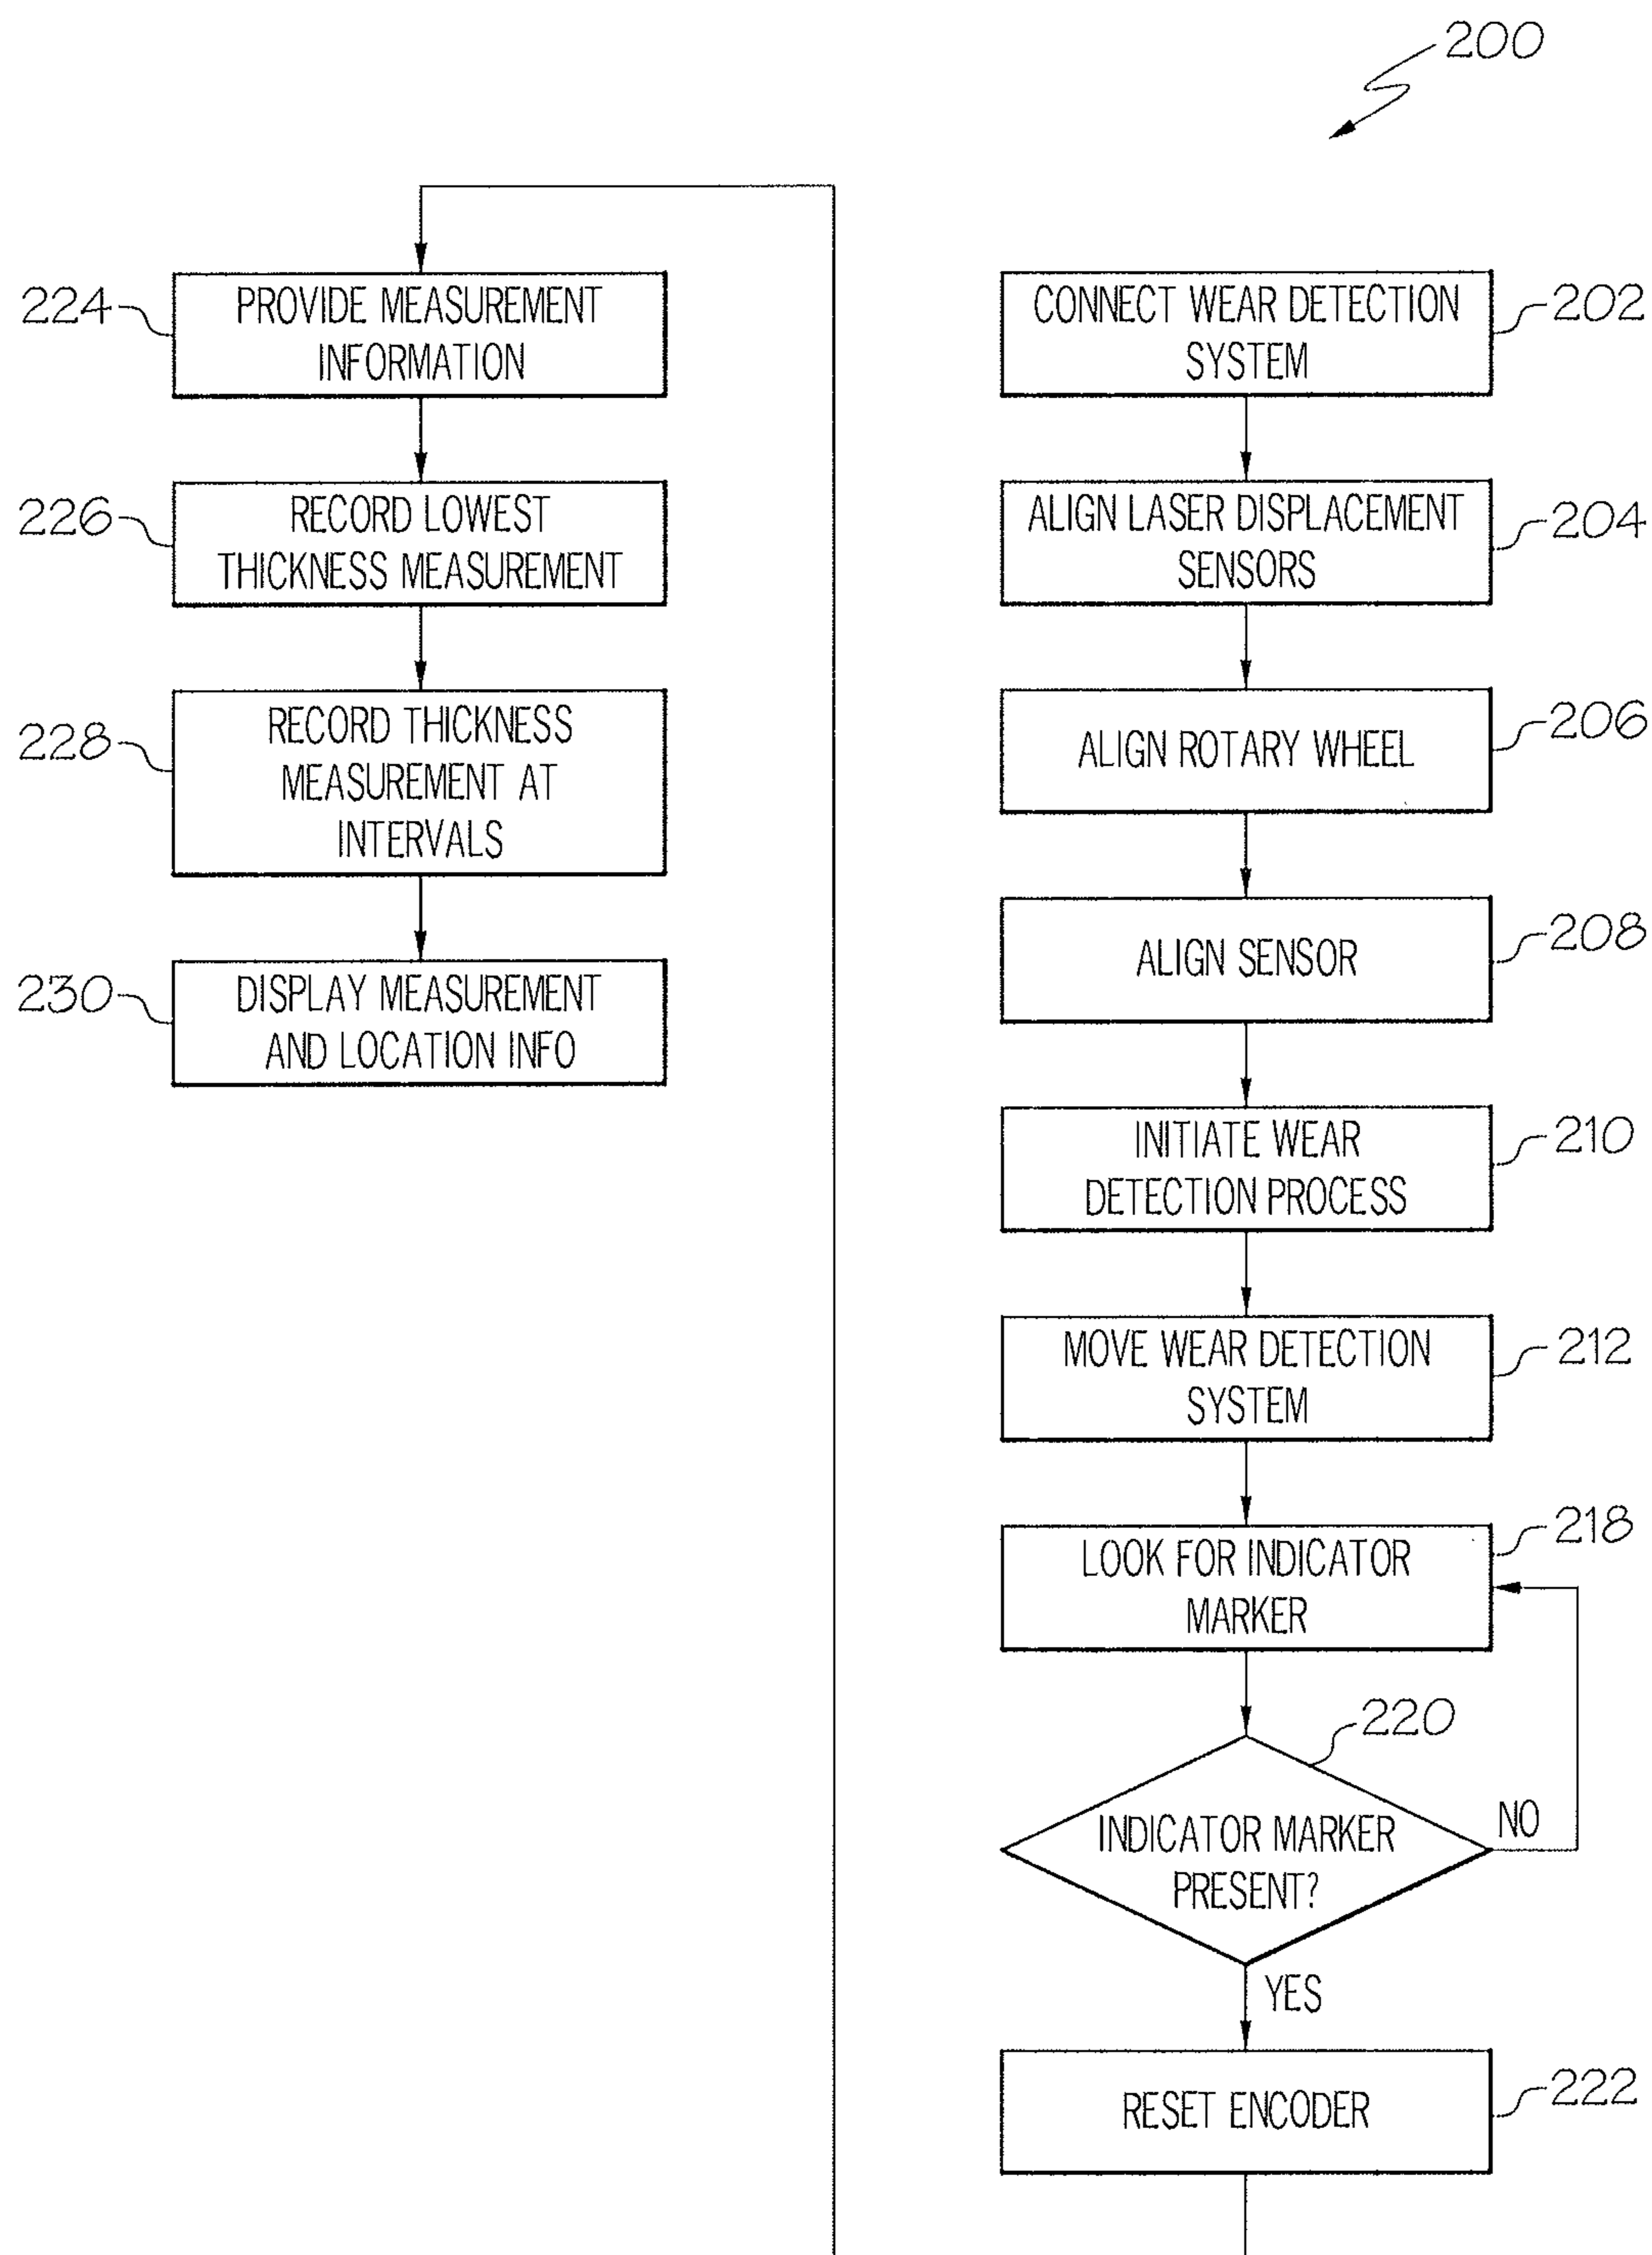 200
224
PROVIDE MEASUREMENT
INFORMATION
226
RECORD LOWEST
THICKNESS MEASUREMENT
228
RECORD THICKNESS
MEASUREMENT AT
INTERVALS
230
DISPLAY MEASUREMENT
AND LOCATION INFO
CONNECT WEAR DETECTION
SYSTEM
202
ALIGN LASER DISPLACEMENT
SENSORS
204
ALIGN ROTARY WHEEL
206
ALIGN SENSOR
208
INITIATE WEAR
DETECTION PROCESS
210
MOVE WEAR DETECTION
SYSTEM
212
LOOK FOR INDICATOR
MARKER
218
220
INDICATOR MARKER
PRESENT?
NO
YES
RESET ENCODER
222